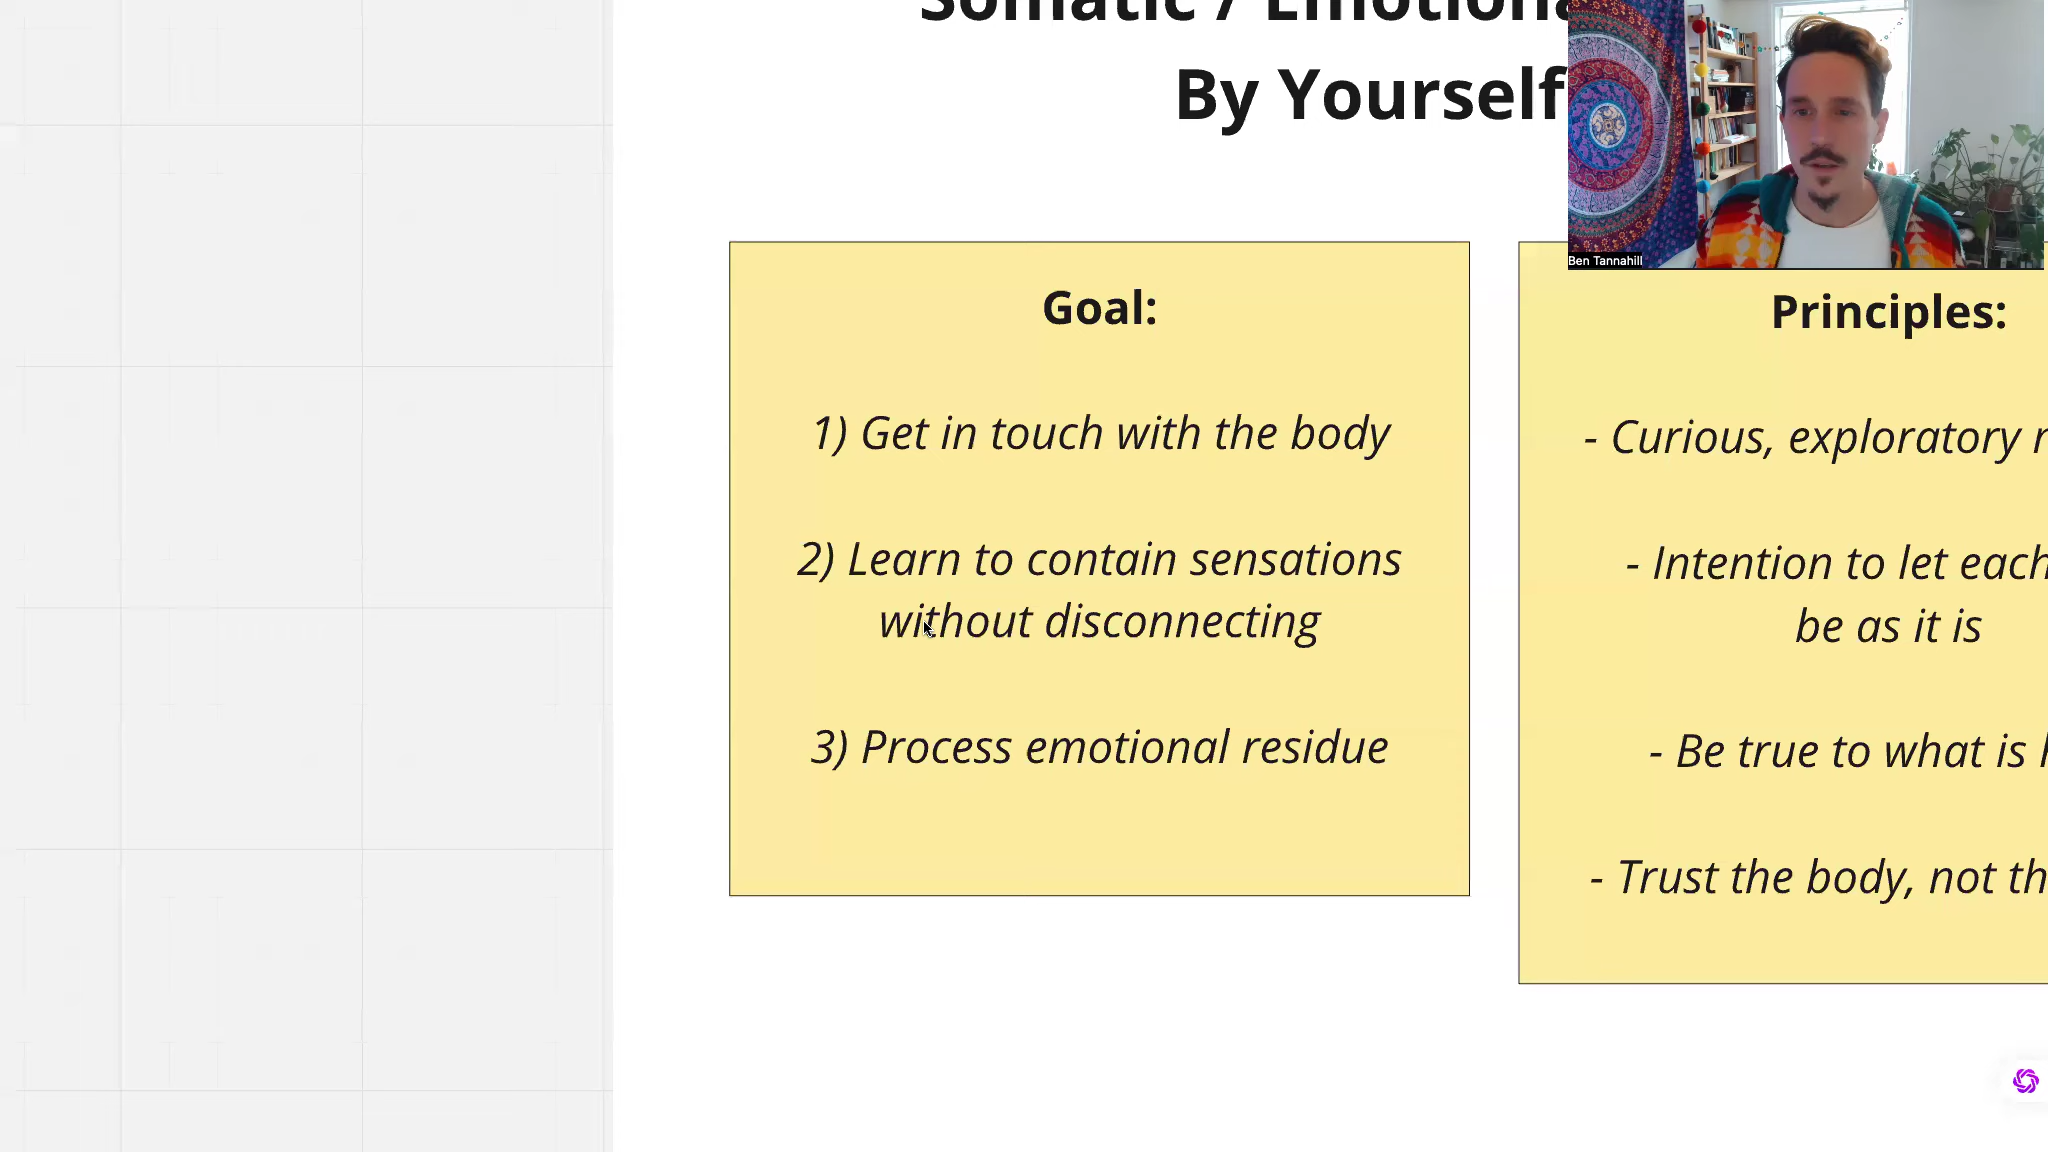 Somatic / Emotiona
By Yourself
Ben Tannahill
Goal:
1) Get in touch with the body
2) Learn to contain sensations
without disconnecting
3) Process emotional residue
Principles:
- Curious, exploratory
- Intention to let each
be as it is
- Be true to what is
- Trust the body, not